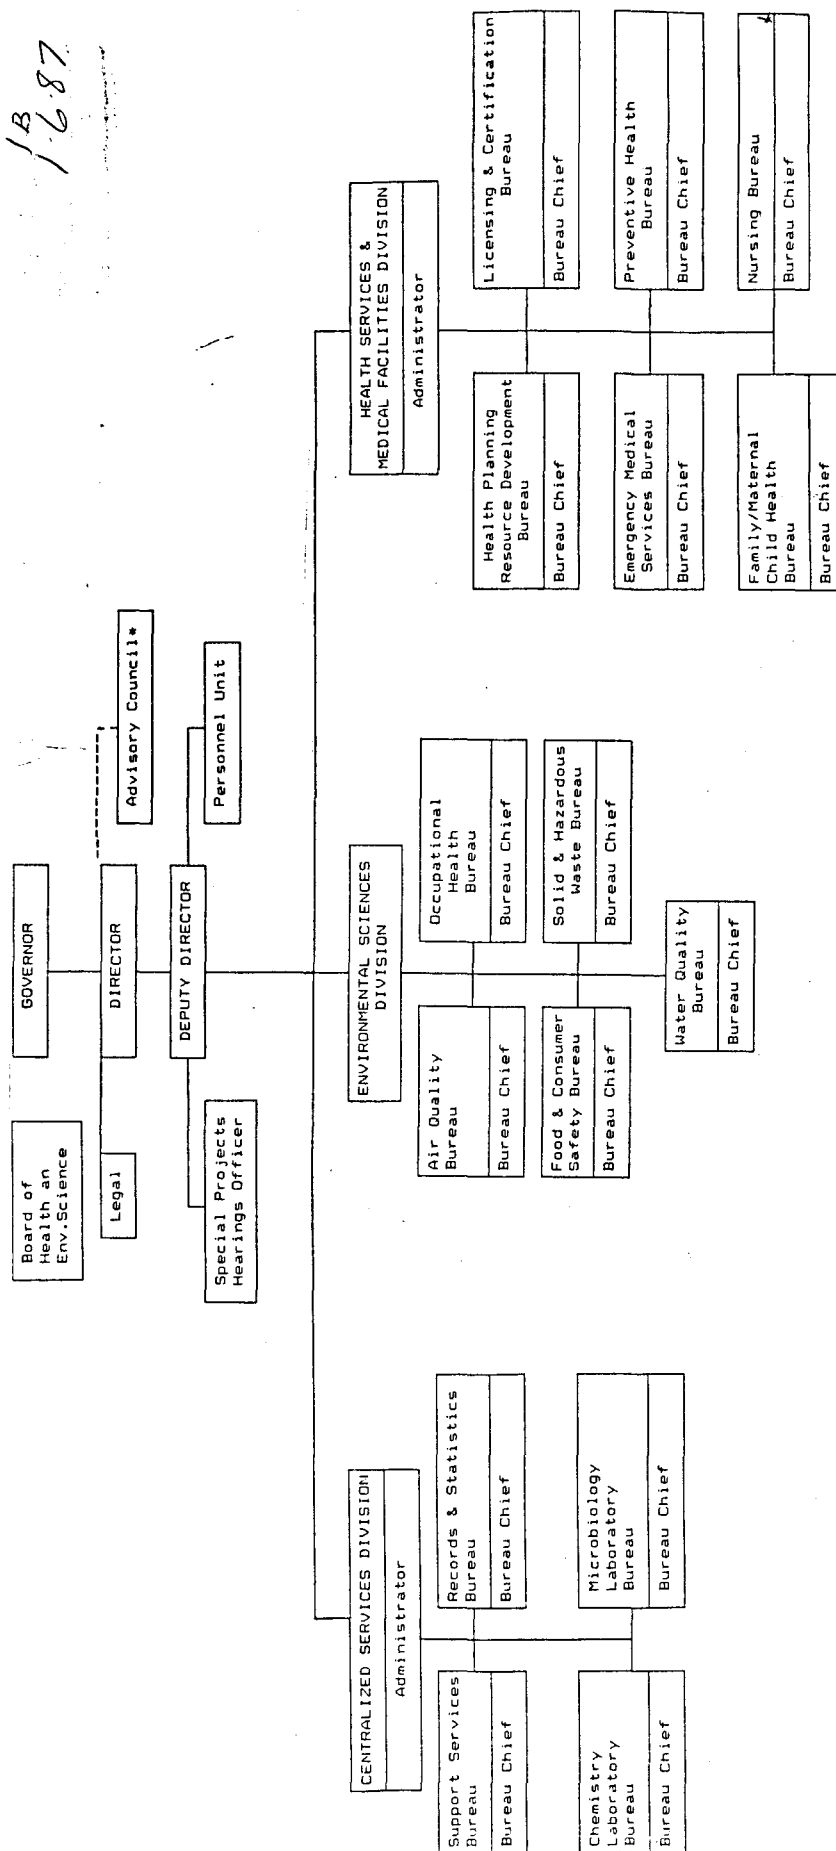 1B
1.6.87
GOVERNOR
Board of
Health an
Env.Science
DIRECTOR
Legal
Advisory Council*
DEPUTY DIRECTOR
Special Projects
Hearings Officer
Personnel Unit
CENTRALIZED SERVICES DIVISION
Administrator
Support Services
Bureau
Bureau Chief
Records & Statistics
Bureau
Bureau Chief
Chemistry
Laboratory
Bureau
Bureau Chief
Microbiology
Laboratory
Bureau
Bureau Chief
ENVIRONMENTAL SCIENCES
DIVISION
Air Quality
Bureau
Bureau Chief
Occupational
Health
Bureau
Bureau Chief
Food & Consumer
Safety Bureau
Bureau Chief
Solid & Hazardous
Waste Bureau
Bureau Chief
Water Quality
Bureau
Bureau Chief
HEALTH SERVICES &
MEDICAL FACILITIES DIVISION
Administrator
Health Planning
Resource Development
Bureau
Bureau Chief
Licensing & Certification
Bureau
Bureau Chief
Emergency Medical
Services Bureau
Bureau Chief
Preventive Health
Bureau
Bureau Chief
Family/Maternal
Child Health
Bureau
Bureau Chief
Nursing Bureau
Bureau Chief